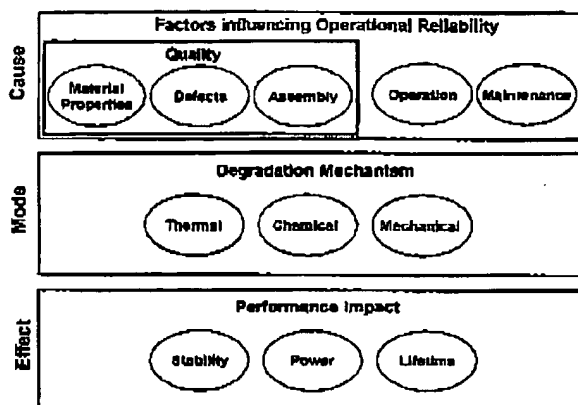 Factors influencing Operational Reliability
Quality
Material
Properties
Defects
Assembly
Operation
Maintenance
Cause
Degradation Mechanism
Thermal
Chemical
Mechanical
Mode
Performance Impact
Stability
Power
Lifetime
Effect